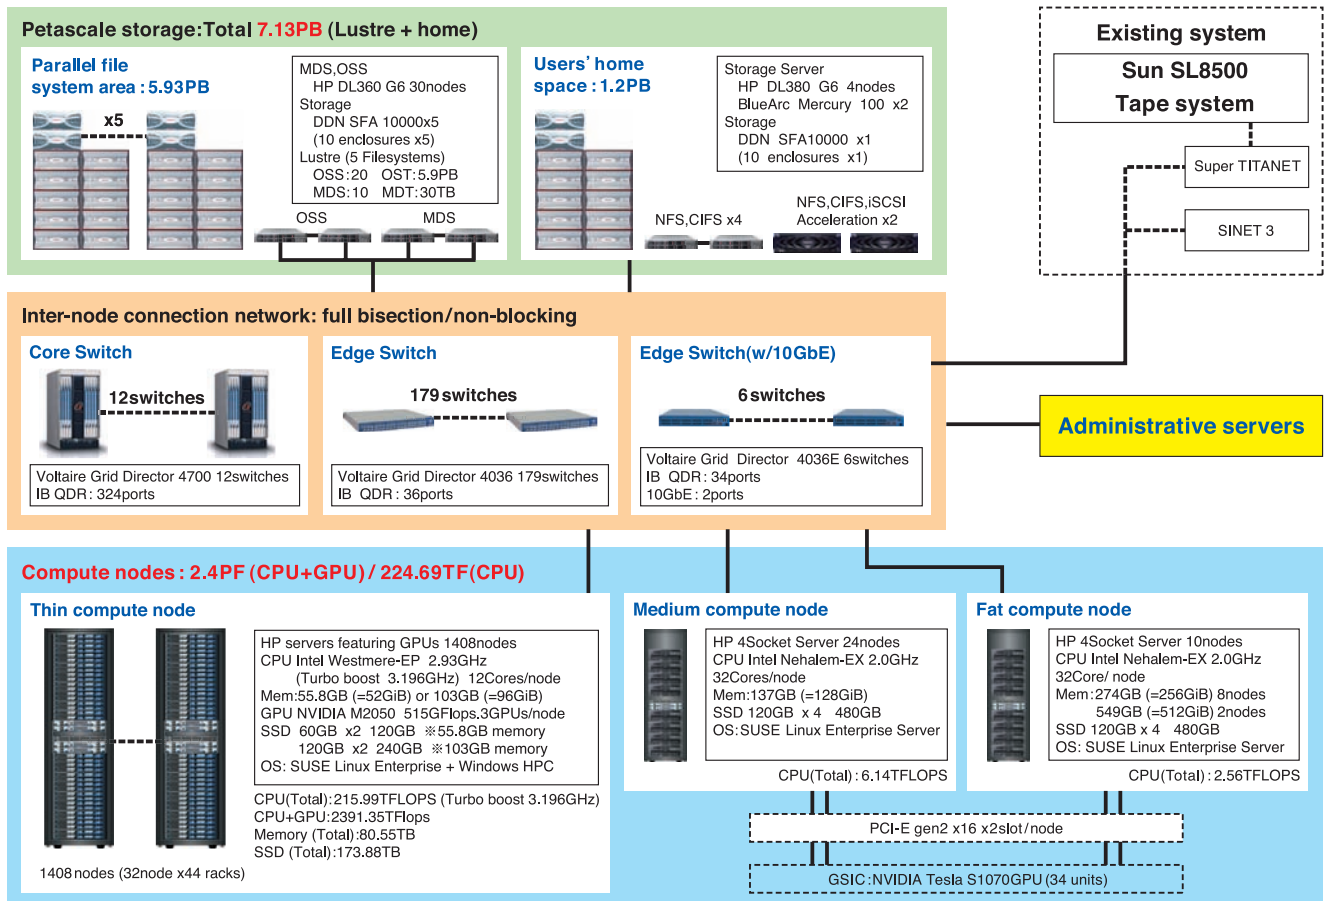 Petascale storage:Total 7.13PB (Lustre + home)
Parallel file
system area : 5.93PB
x5
MDS,OSS
HP DL360 G6 30nodes
Storage
DDN SFA 10000x5
(10 enclosures x5)
Lustre (5 Filesystems)
OSS:20 OST:5.9PB
MDS:10 MDT:30TB
OSS
MDS
Users' home
space : 1.2PB
Storage Server
HP DL380 G6 4nodes
BlueArc Mercury 100 x2
Storage
DDN SFA10000 x1
(10 enclosures x1)
NFS,CIFS x4
NFS,CIFS,iSCSI
Acceleration x2
Existing system
Sun SL8500
Tape system
Super TITANET
SINET 3
Inter-node connection network: full bisection/non-blocking
Core Switch
12switches
Voltaire Grid Director 4700 12switches
IB QDR : 324ports
Edge Switch
179 switches
Voltaire Grid Director 4036 179switches
IB QDR : 36ports
Edge Switch(w/10GbE)
6switches
Voltaire Grid Director 4036E 6switches
IB QDR : 34ports
10GbE : 2ports
Administrative servers
Compute nodes : 2.4PF (CPU+GPU) / 224.69TF(CPU)
Thin compute node
HP servers featuring GPUs 1408nodes
CPU Intel Westmere-EP 2.93GHz
(Turbo boost 3.196GHz) 12Cores/node
Mem:55.8GB (=52GiB) or 103GB (=96GiB)
GPU NVIDIA M2050 515GFlops.3GPUs/node
SSD 60GB x2 120GB ※55.8GB memory
120GB x2 240GB ※103GB memory
OS: SUSE Linux Enterprise + Windows HPC
CPU(Total):215.99TFLOPS (Turbo boost 3.196GHz)
CPU+GPU:2391.35TFlops
Memory (Total):80.55TB
SSD (Total):173.88TB
1408 nodes (32node x44 racks)
Medium compute node
HP 4Socket Server 24nodes
CPU Intel Nehalem-EX 2.0GHz
32Cores/node
Mem:137GB (=128GiB)
SSD 120GB x 4 480GB
OS:SUSE Linux Enterprise Server
CPU(Total) : 6.14TFLOPS
Fat compute node
HP 4Socket Server 10nodes
CPU Intel Nehalem-EX 2.0GHz
32Core/ node
Mem : 274GB (=256GiB) 8nodes
549GB (=512GiB) 2nodes
SSD 120GB x 4 480GB
OS: SUSE Linux Enterprise Server
CPU(Total) : 2.56TFLOPS
PCI-E gen2 x16 x2slot/node
GSIC:NVIDIA Tesla S1070GPU (34 units)